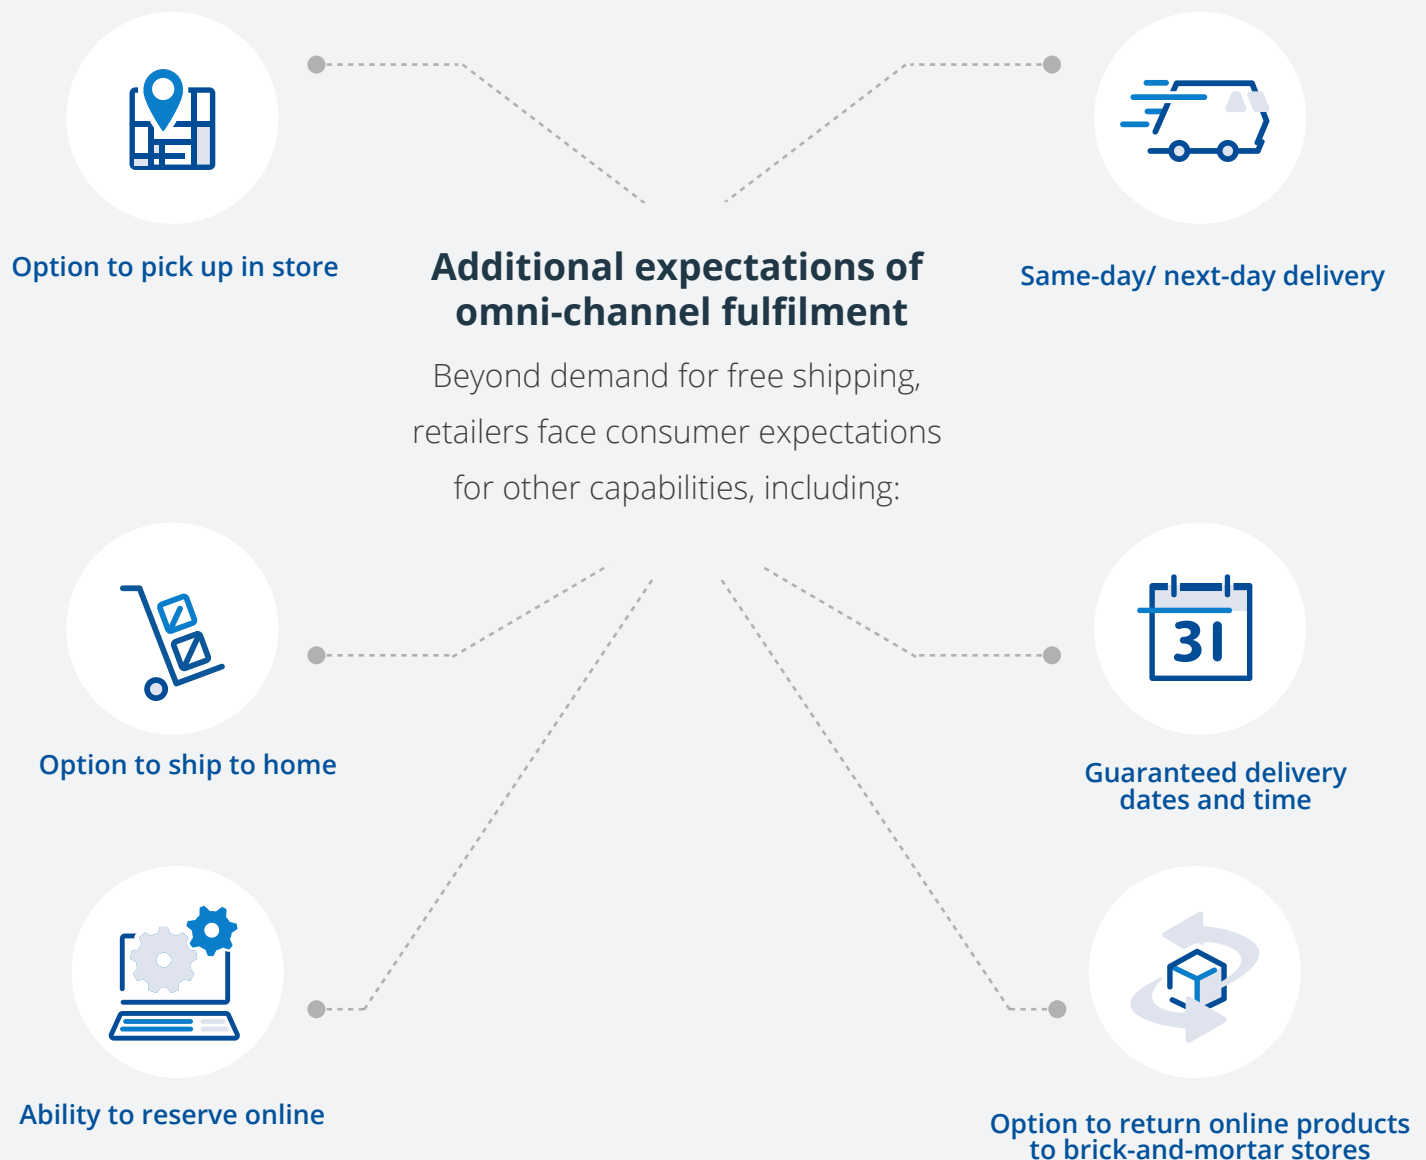 Option to pick up in store
Additional expectations of
omni-channel fulfilment
Beyond demand for free shipping,
retailers face consumer expectations
for other capabilities, including:
Same-day/ next-day delivery
Option to ship to home
31
Guaranteed delivery
dates and time
Ability to reserve online
Option to return online products
to brick-and-mortar stores